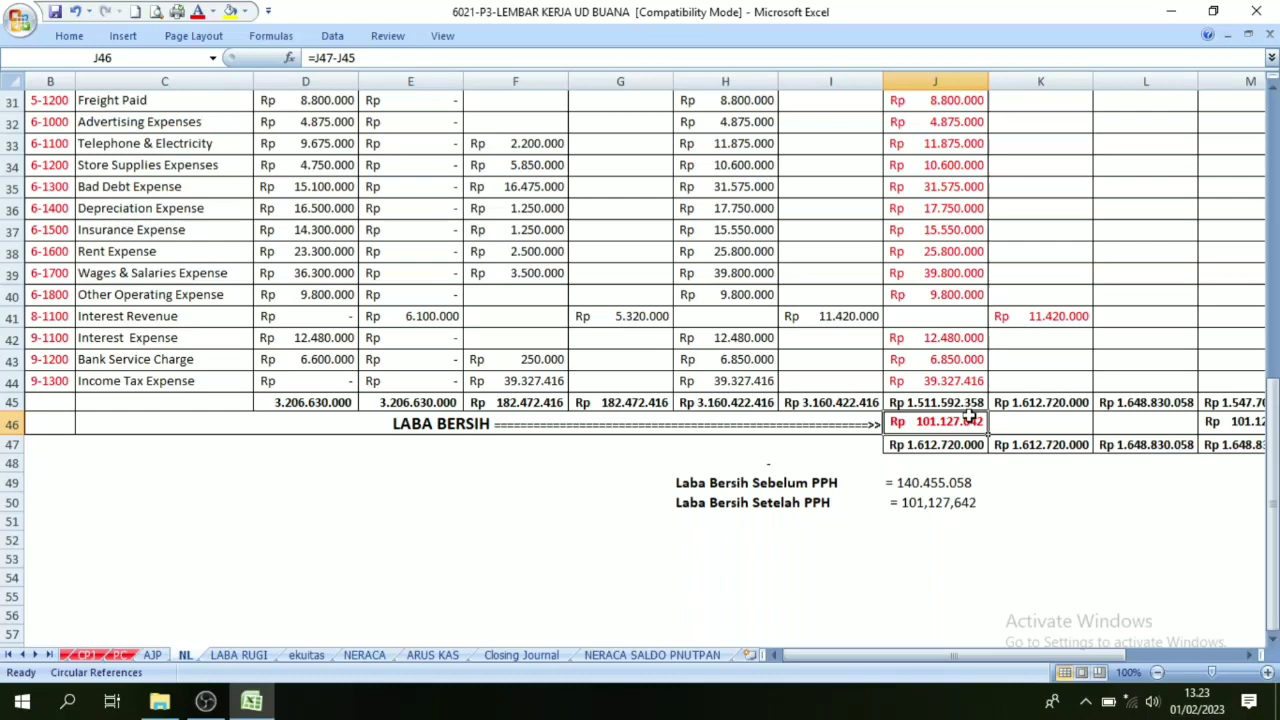 6021-P3-LEMBAR KERJA UD BUANA [Compatibility Mode] - Microsoft Excel
Home Insert Page Layout Formulas Data Review View
J46 fx =J47-J45
B C D E F G H I J K L M
31 5-1200 Freight Paid Rp 8.800.000 Rp - Rp 8.800.000 Rp 8.800.000
32 6-1000 Advertising Expenses Rp 4.875.000 Rp - Rp 4.875.000 Rp 4.875.000
33 6-1100 Telephone & Electricity Rp 9.675.000 Rp - Rp 2.200.000 Rp 11.875.000 Rp 11.875.000
34 6-1200 Store Supplies Expenses Rp 4.750.000 Rp - Rp 5.850.000 Rp 10.600.000 Rp 10.600.000
35 6-1300 Bad Debt Expense Rp 15.100.000 Rp - Rp 16.475.000 Rp 31.575.000 Rp 31.575.000
36 6-1400 Depreciation Expense Rp 16.500.000 Rp - Rp 1.250.000 Rp 17.750.000 Rp 17.750.000
37 6-1500 Insurance Expense Rp 14.300.000 Rp - Rp 1.250.000 Rp 15.550.000 Rp 15.550.000
38 6-1600 Rent Expense Rp 23.300.000 Rp - Rp 2.500.000 Rp 25.800.000 Rp 25.800.000
39 6-1700 Wages & Salaries Expense Rp 36.300.000 Rp - Rp 3.500.000 Rp 39.800.000 Rp 39.800.000
40 6-1800 Other Operating Expense Rp 9.800.000 Rp - Rp 9.800.000 Rp 9.800.000
41 8-1100 Interest Revenue Rp - Rp 6.100.000 Rp 5.320.000 Rp 11.420.000 Rp 11.420.000
42 9-1100 Interest Expense Rp 12.480.000 Rp - Rp 12.480.000 Rp 12.480.000
43 9-1200 Bank Service Charge Rp 6.600.000 Rp - Rp 250.000 Rp 6.850.000 Rp 6.850.000
44 9-1300 Income Tax Expense Rp - Rp - Rp 39.327.416 Rp 39.327.416 Rp 39.327.416
45 3.206.630.000 3.206.630.000 Rp 182.472.416 Rp 182.472.416 Rp 3.160.422.416 Rp 3.160.422.416 Rp 1.511.592.358 Rp 1.612.720.000 Rp 1.648.830.058 Rp 1.547.70
46 LABA BERSIH ==================================================>> Rp 101.127.642 Rp 101.12
47 Rp 1.612.720.000 Rp 1.612.720.000 Rp 1.648.830.058 Rp 1.648.83
48 -
49 Laba Bersih Sebelum PPH = 140.455.058
50 Laba Bersih Setelah PPH = 101,127,642
51
52
53
54
55
56
57
Activate Windows
Go to Settings to activate Windows.
CP1 PC AJP NL LABA RUGI ekuitas NERACA ARUS KAS Closing Journal NERACA SALDO PNUTPAN
Ready Circular References 100%
13.23
01/02/2023